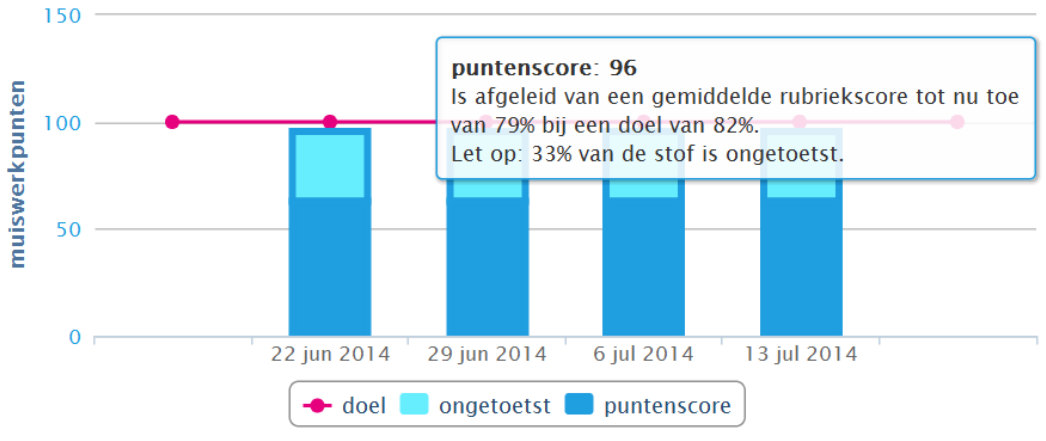 150
puntenscore: 96
Is afgeleid van een gemiddelde rubriekscore tot nu toe
van 79% bij een doel van 82%.
Let op: 33% van de stof is ongetoetst.
100
muiswerkpunten
50
0
22 jun 2014 29 jun 2014 6 jul 2014 13 jul 2014
doel ongetoetst puntenscore